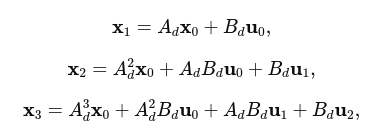 x₁ = A_d x₀ + B_d u₀,
x₂ = A_d² x₀ + A_d B_d u₀ + B_d u₁,
x₃ = A_d³ x₀ + A_d² B_d u₀ + A_d B_d u₁ + B_d u₂,